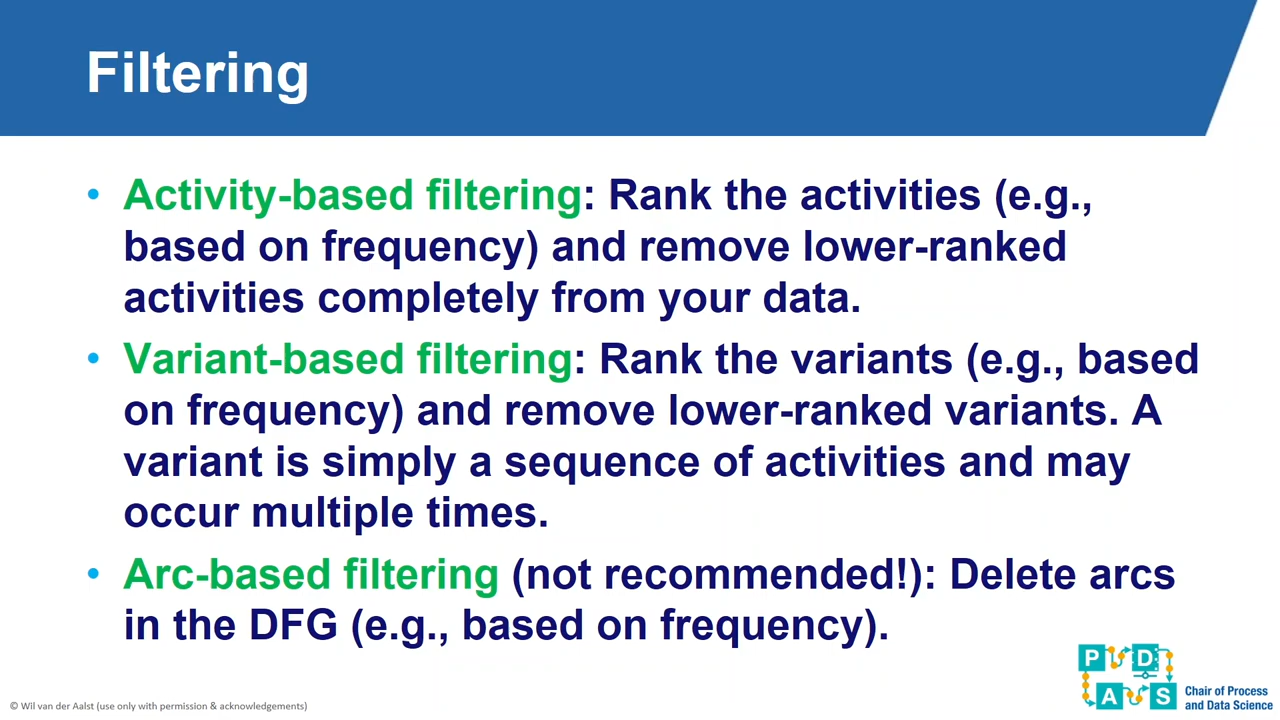 Filtering
• Activity-based filtering: Rank the activities (e.g.,
based on frequency) and remove lower-ranked
activities completely from your data.
• Variant-based filtering: Rank the variants (e.g., based
on frequency) and remove lower-ranked variants. A
variant is simply a sequence of activities and may
occur multiple times.
• Arc-based filtering (not recommended!): Delete arcs
in the DFG (e.g., based on frequency).
P D
A S
Chair of Process
and Data Science
© Wil van der Aalst (use only with permission & acknowledgements)